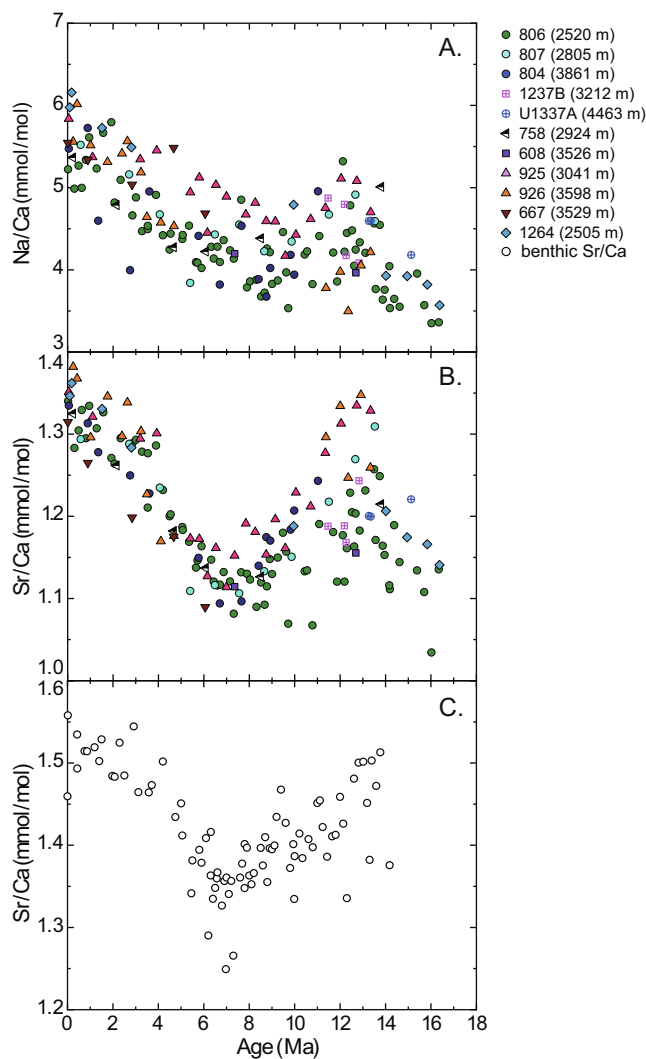 A.
7
6
5
4
3
Na/Ca (mmol/mol)
806 (2520 m)
807 (2805 m)
804 (3861 m)
1237B (3212 m)
U1337A (4463 m)
758 (2924 m)
608 (3526 m)
925 (3041 m)
926 (3598 m)
667 (3529 m)
1264 (2505 m)
benthic Sr/Ca
B.
1.4
1.3
1.2
1.1
1.0
Sr/Ca (mmol/mol)
C.
1.6
1.5
1.4
1.3
1.2
Sr/Ca (mmol/mol)
0 2 4 6 8 10 12 14 16 18
Age (Ma)